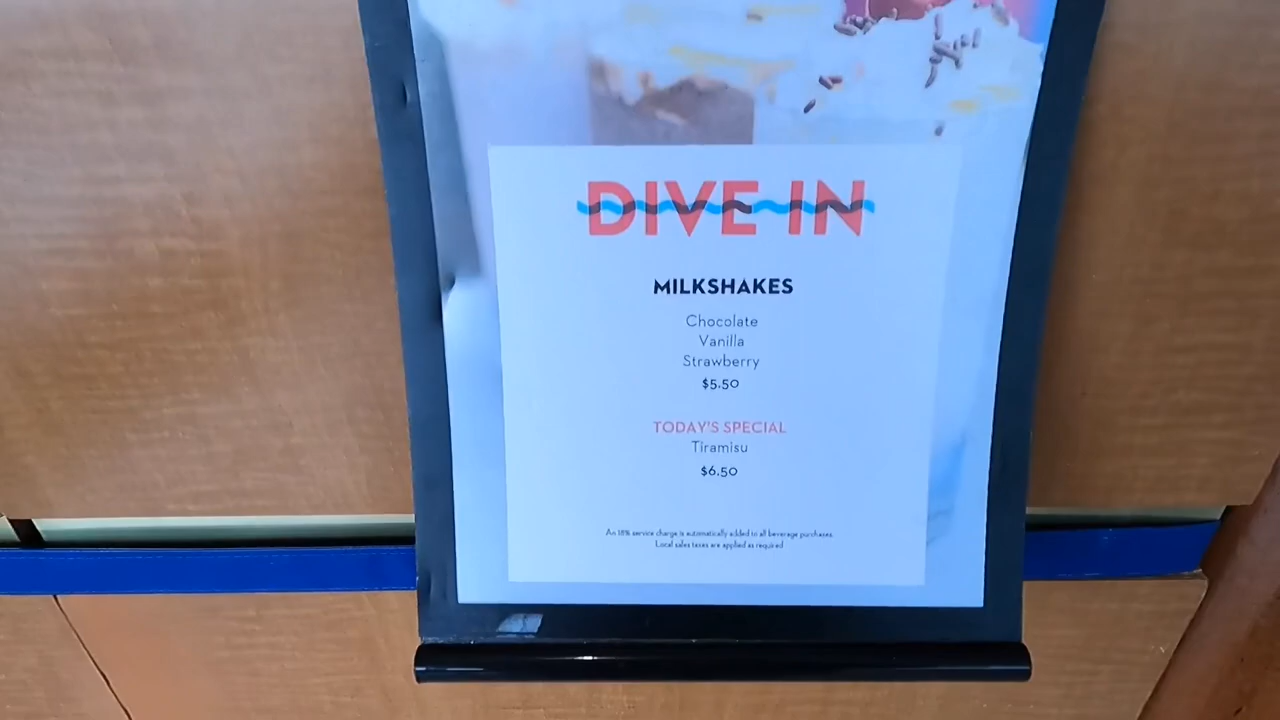 DIVE IN
MILKSHAKES
Chocolate
Vanilla
Strawberry
$5.50
TODAY'S SPECIAL
Tiramisu
$6.50
An 18% service charge is automatically added to all beverage purchases.
Local sales taxes are applied as required